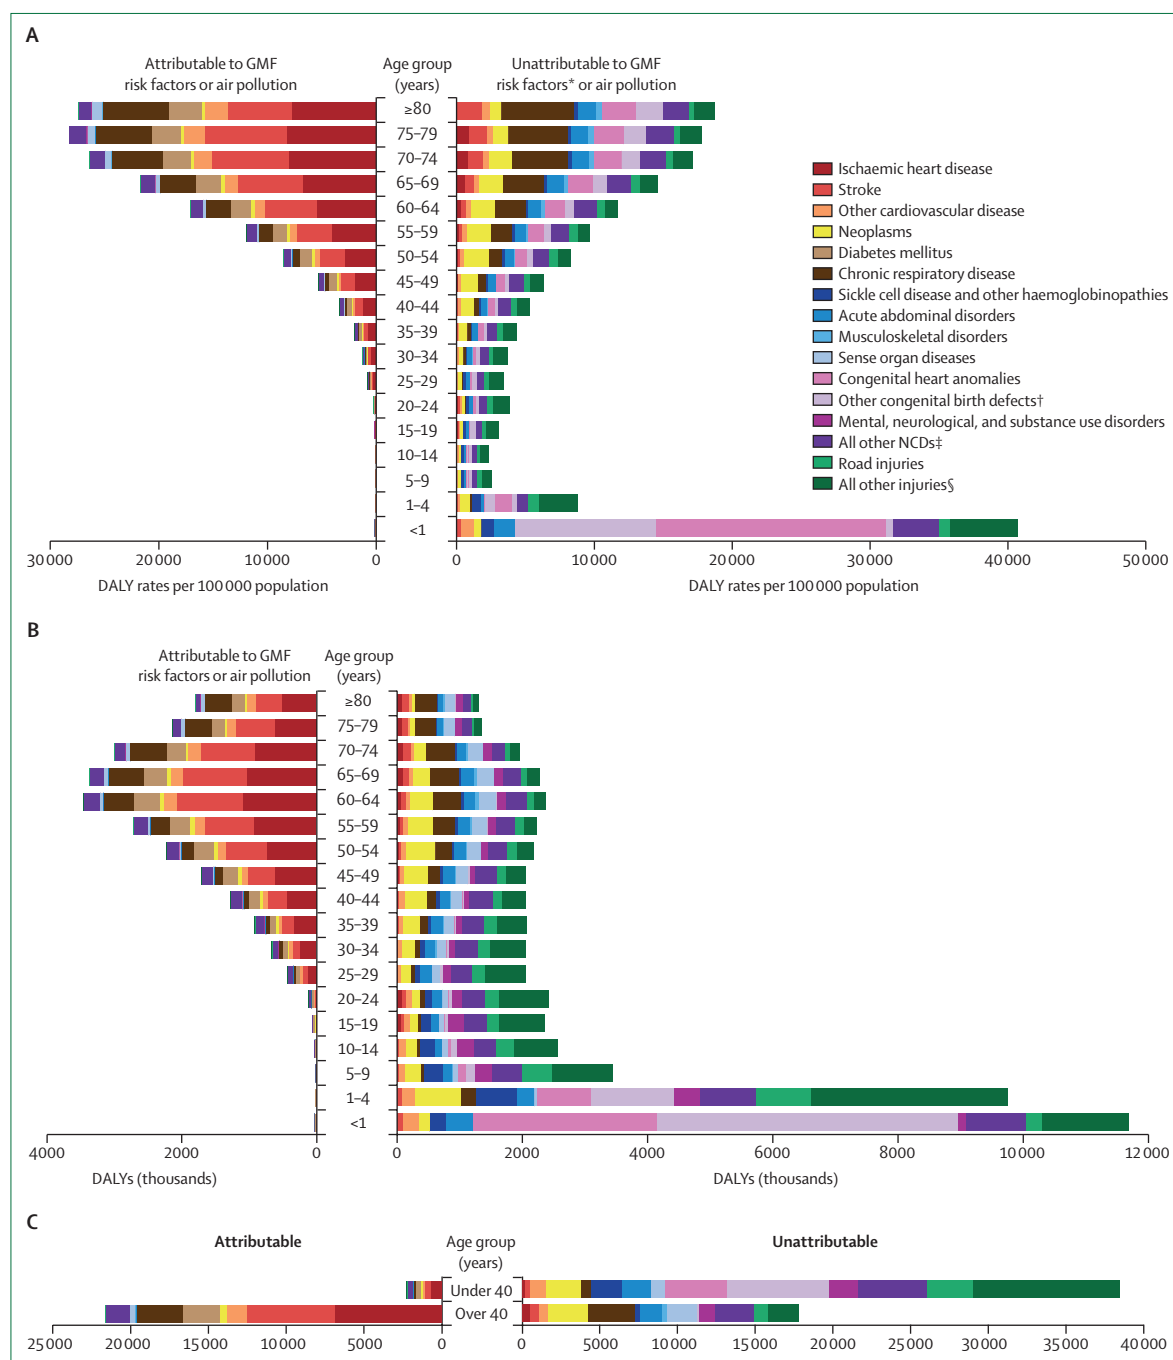 A
Attributable to GMF
risk factors or air pollution
Age group
(years)
Unattributable to GMF
risk factors* or air pollution
≥80
75–79
70–74
65–69
60–64
55–59
50–54
45–49
40–44
35–39
30–34
25–29
20–24
15–19
10–14
5–9
1–4
<1
Ischaemic heart disease
Stroke
Other cardiovascular disease
Neoplasms
Diabetes mellitus
Chronic respiratory disease
Sickle cell disease and other haemoglobinopathies
Acute abdominal disorders
Musculoskeletal disorders
Sense organ diseases
Congenital heart anomalies
Other congenital birth defects†
Mental, neurological, and substance use disorders
All other NCDs‡
Road injuries
All other injuries§
30 000 20 000 10 000 0 0 10 000 20 000 30 000 40 000 50 000
DALY rates per 100 000 population DALY rates per 100 000 population
B
Attributable to GMF
risk factors or air pollution
Age group
(years)
≥80
75–79
70–74
65–69
60–64
55–59
50–54
45–49
40–44
35–39
30–34
25–29
20–24
15–19
10–14
5–9
1–4
<1
4000 2000 0 0 2000 4000 6000 8000 10 000 12 000
DALYs (thousands) DALYs (thousands)
C
Attributable
Age group
(years)
Unattributable
Under 40
Over 40
25 000 20 000 15 000 10 000 5000 0 0 5000 10 000 15 000 20 000 25 000 30 000 35 000 40 000